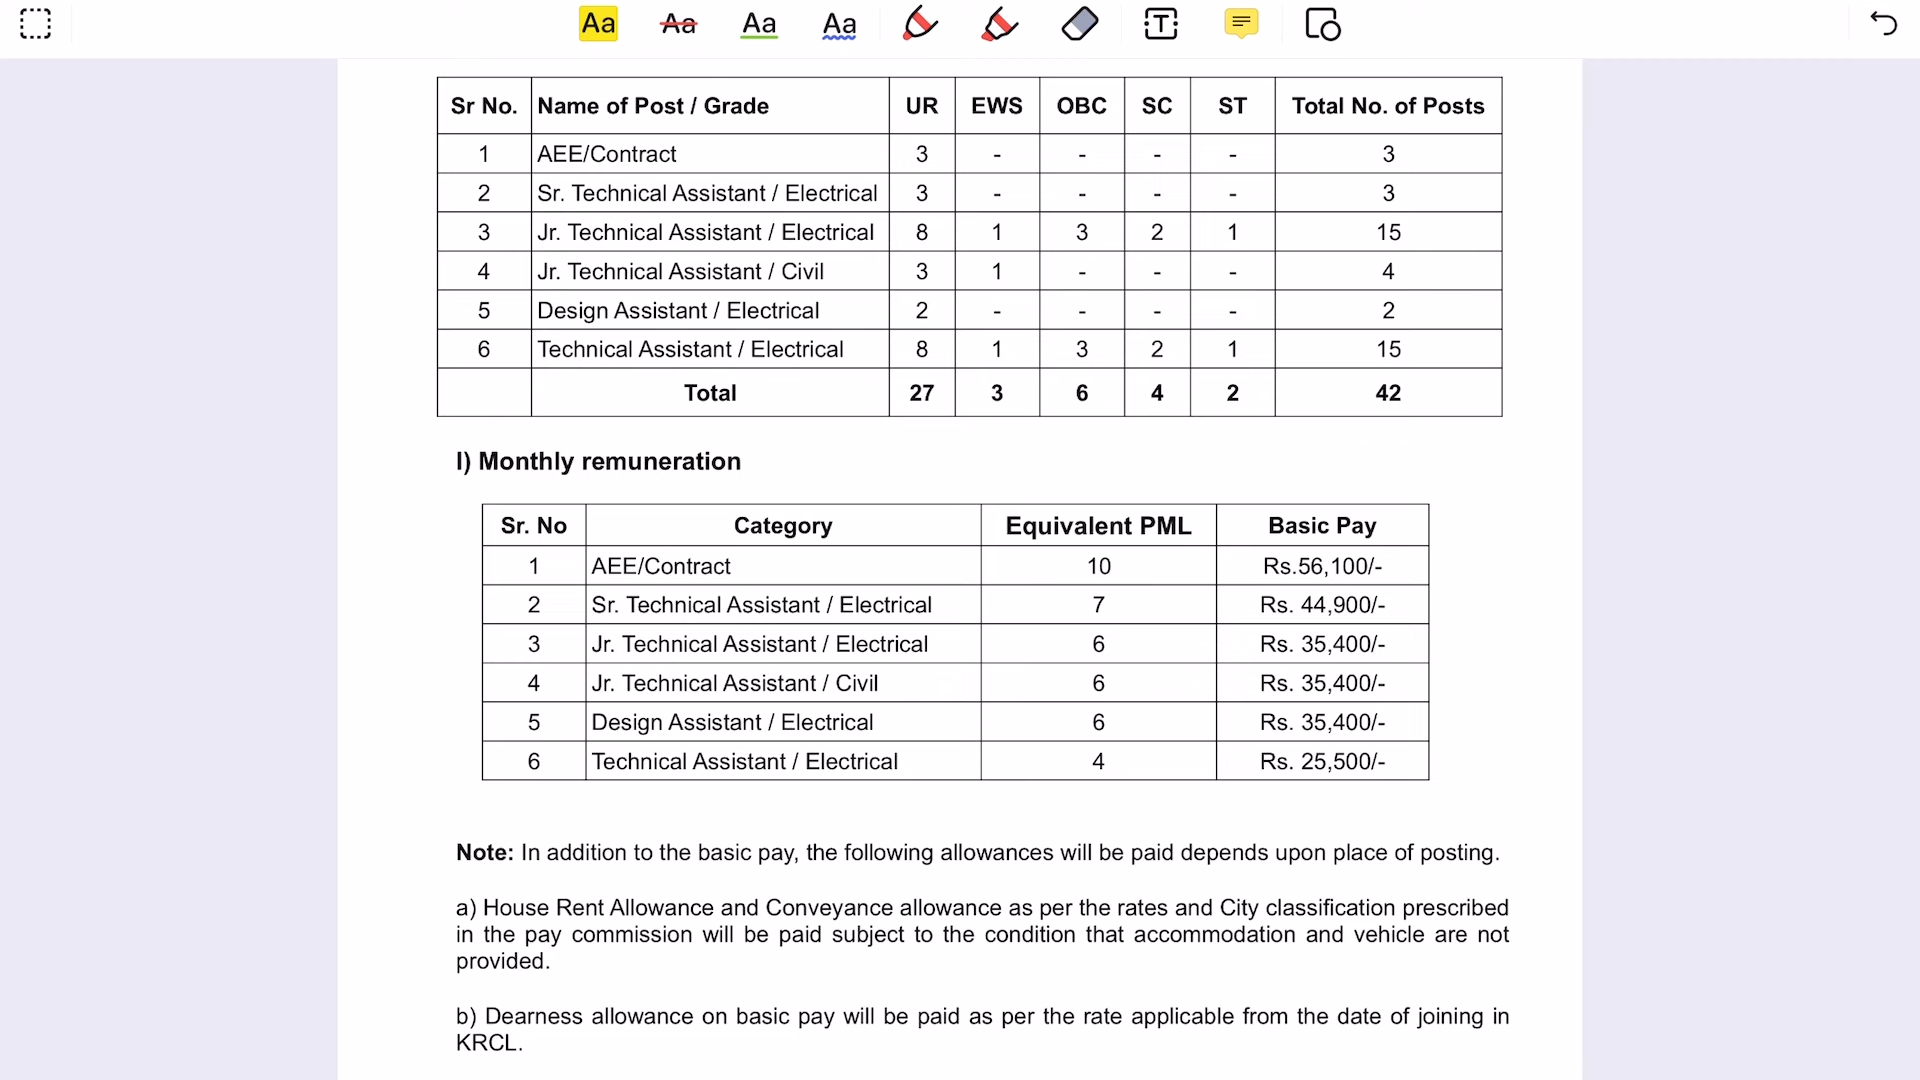 Aa Aa Aa Aa T
Sr No. Name of Post / Grade UR EWS OBC SC ST Total No. of Posts
1 AEE/Contract 3 - - - - 3
2 Sr. Technical Assistant / Electrical 3 - - - - 3
3 Jr. Technical Assistant / Electrical 8 1 3 2 1 15
4 Jr. Technical Assistant / Civil 3 1 - - - 4
5 Design Assistant / Electrical 2 - - - - 2
6 Technical Assistant / Electrical 8 1 3 2 1 15
Total 27 3 6 4 2 42
I) Monthly remuneration
Sr. No Category Equivalent PML Basic Pay
1 AEE/Contract 10 Rs.56,100/-
2 Sr. Technical Assistant / Electrical 7 Rs. 44,900/-
3 Jr. Technical Assistant / Electrical 6 Rs. 35,400/-
4 Jr. Technical Assistant / Civil 6 Rs. 35,400/-
5 Design Assistant / Electrical 6 Rs. 35,400/-
6 Technical Assistant / Electrical 4 Rs. 25,500/-
Note: In addition to the basic pay, the following allowances will be paid depends upon place of posting.
a) House Rent Allowance and Conveyance allowance as per the rates and City classification prescribed
in the pay commission will be paid subject to the condition that accommodation and vehicle are not
provided.
b) Dearness allowance on basic pay will be paid as per the rate applicable from the date of joining in
KRCL.